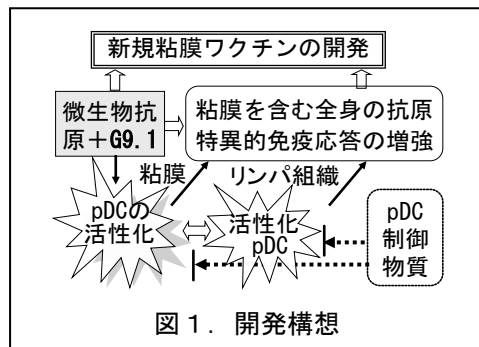 新規粘膜ワクチンの開発
微生物抗
原+G9.1
粘膜を含む全身の抗原
特異的免疫応答の増強
粘膜
リンパ組織
pDCの
活性化
活性化
pDC
pDC
制御
物質
図1. 開発構想